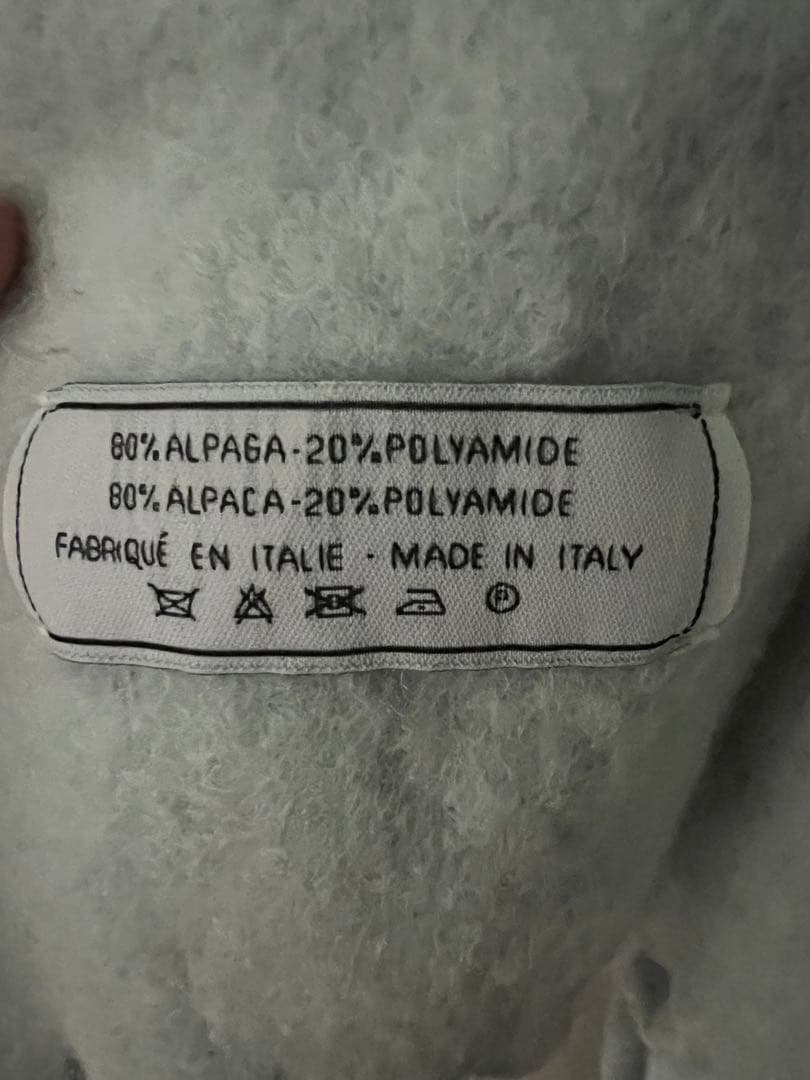 80% ALPAGA - 20% POLYAMIDE
80% ALPACA - 20% POLYAMIDE
FABRIQUÉ EN ITALIE - MADE IN ITALY
P